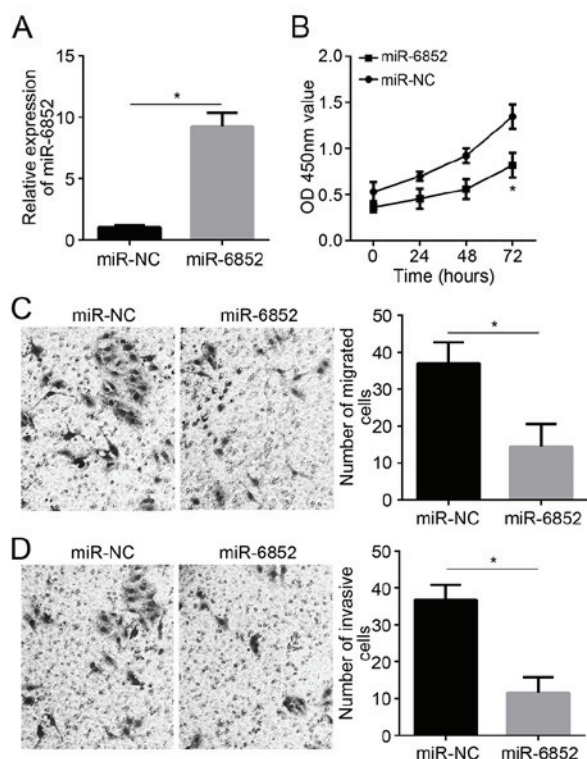 A
Relative expression
of miR-6852
15
10
5
0
*
miR-NC
miR-6852
B
miR-6852
miR-NC
OD 450nm value
2.0
1.5
1.0
0.5
0.0
*
0
24
48
72
Time (hours)
C
miR-NC
miR-6852
Number of migrated
cells
50
40
30
20
10
0
*
miR-NC
miR-6852
D
miR-NC
miR-6852
Number of invasive
cells
50
40
30
20
10
0
*
miR-NC
miR-6852